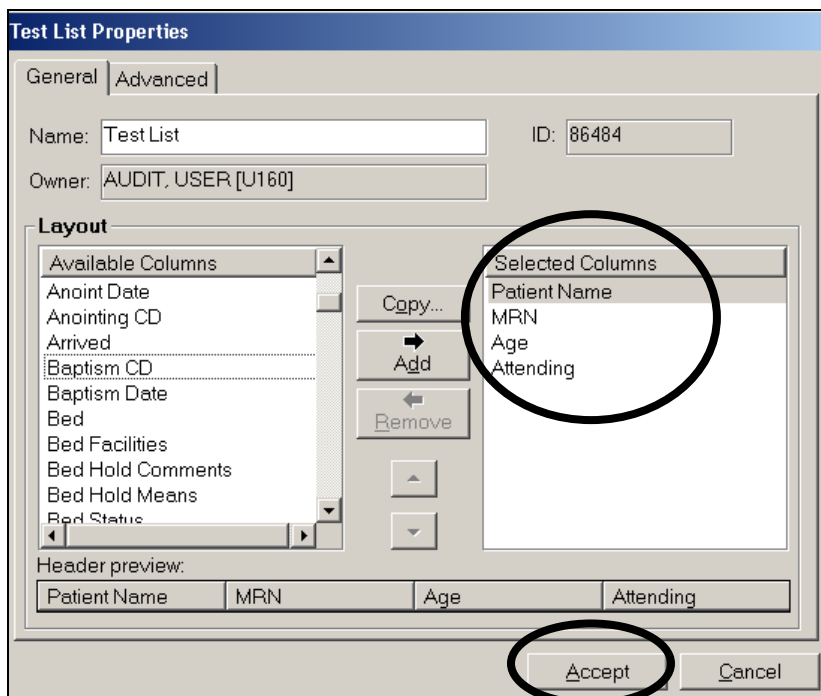 Test List Properties
General Advanced
Name: Test List ID: 86484
Owner: AUDIT, USER [U160]
Layout
Available Columns
Anoint Date
Anointing CD
Arrived
Baptism CD
Baptism Date
Bed
Bed Facilities
Bed Hold Comments
Bed Hold Means
Bed Status
Copy...
Add
Remove
Selected Columns
Patient Name
MRN
Age
Attending
Header preview:
Patient Name MRN Age Attending
Accept Cancel